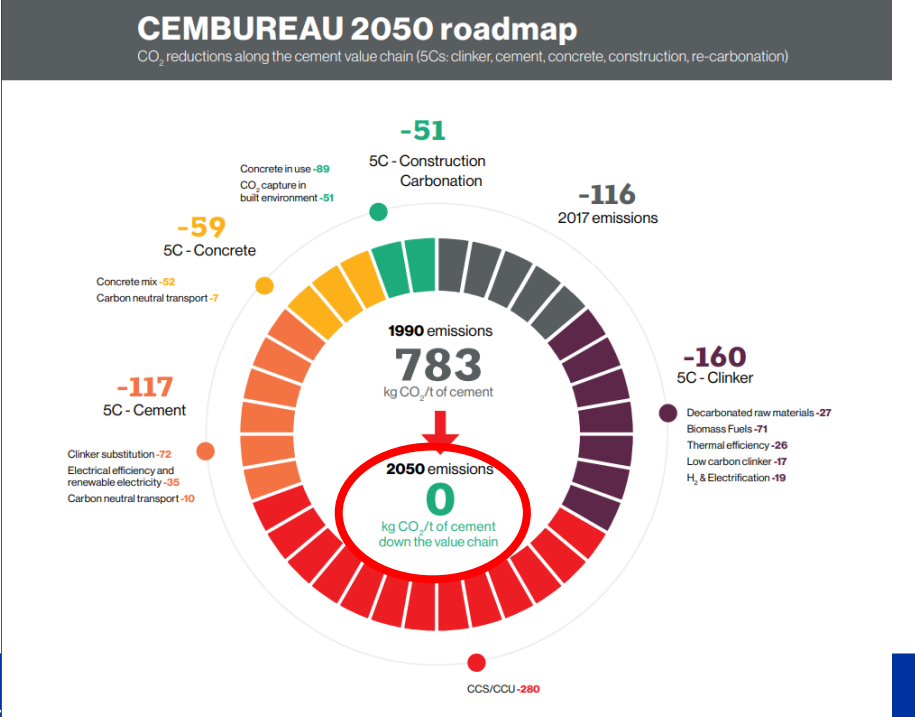 CEMBUREAU 2050 roadmap
CO₂ reductions along the cement value chain (5Cs: clinker, cement, concrete, construction, re-carbonation)
-51
5C - Construction
Carbonation
Concrete in use -89
CO₂ capture in
built environment -51
-116
2017 emissions
-59
5C - Concrete
Concrete mix -52
Carbon neutral transport -7
1990 emissions
783
kg CO₂/t of cement
-160
5C - Clinker
Decarbonated raw materials -27
Biomass Fuels -71
Thermal efficiency -26
Low carbon clinker -17
H₂ & Electrification -19
-117
5C - Cement
Clinker substitution -72
Electrical efficiency and
renewable electricity -35
Carbon neutral transport -10
2050 emissions
0
kg CO₂/t of cement
down the value chain
CCS/CCU -280